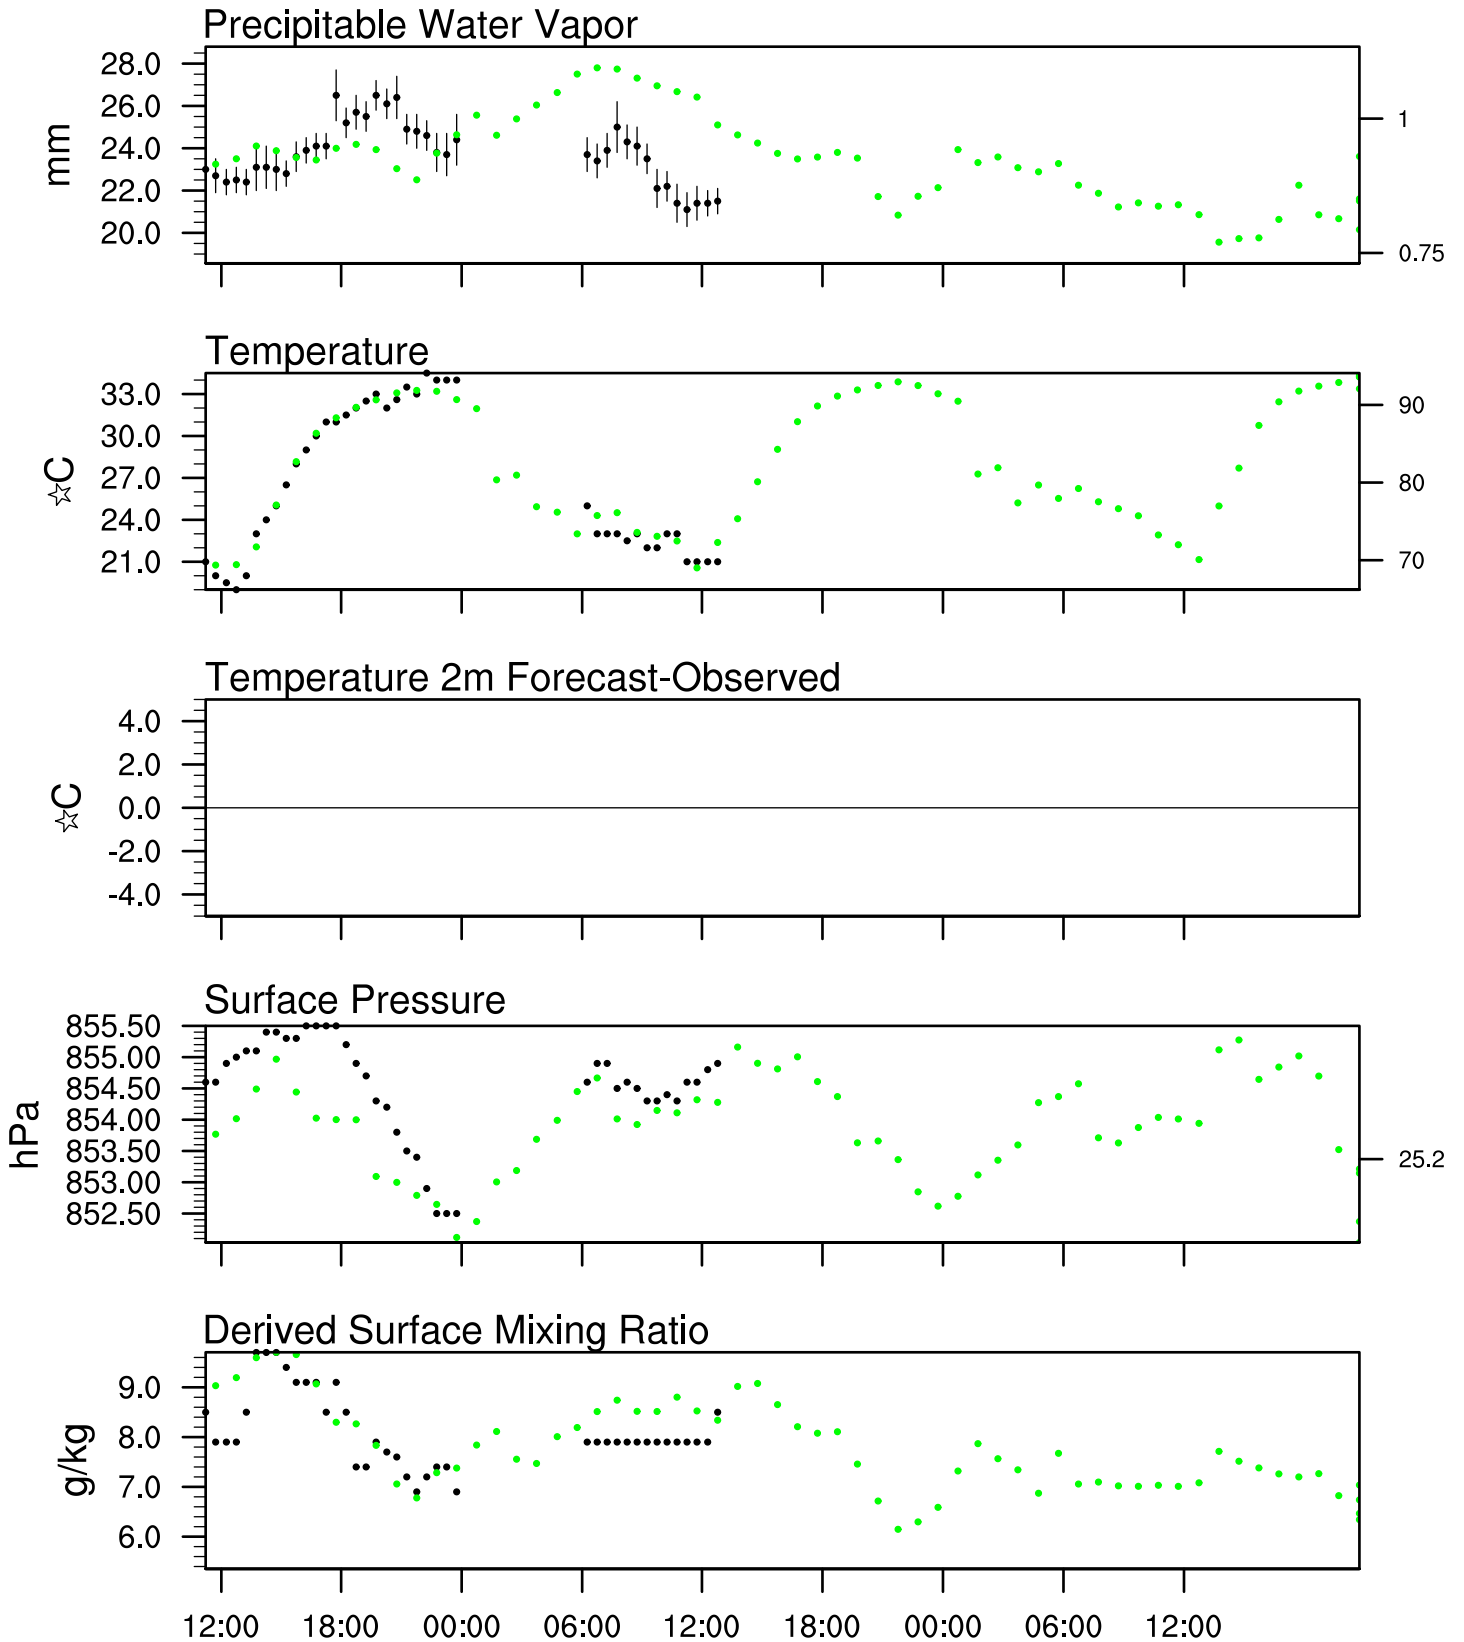 Precipitable Water Vapor
28.0
26.0
24.0
22.0
20.0
mm
1
0.75
Temperature
33.0
30.0
27.0
24.0
21.0
☆C
90
80
70
Temperature 2m Forecast-Observed
4.0
2.0
0.0
-2.0
-4.0
☆C
Surface Pressure
855.50
855.00
854.50
854.00
853.50
853.00
852.50
hPa
25.2
Derived Surface Mixing Ratio
9.0
8.0
7.0
6.0
g/kg
12:00 18:00 00:00 06:00 12:00 18:00 00:00 06:00 12:00